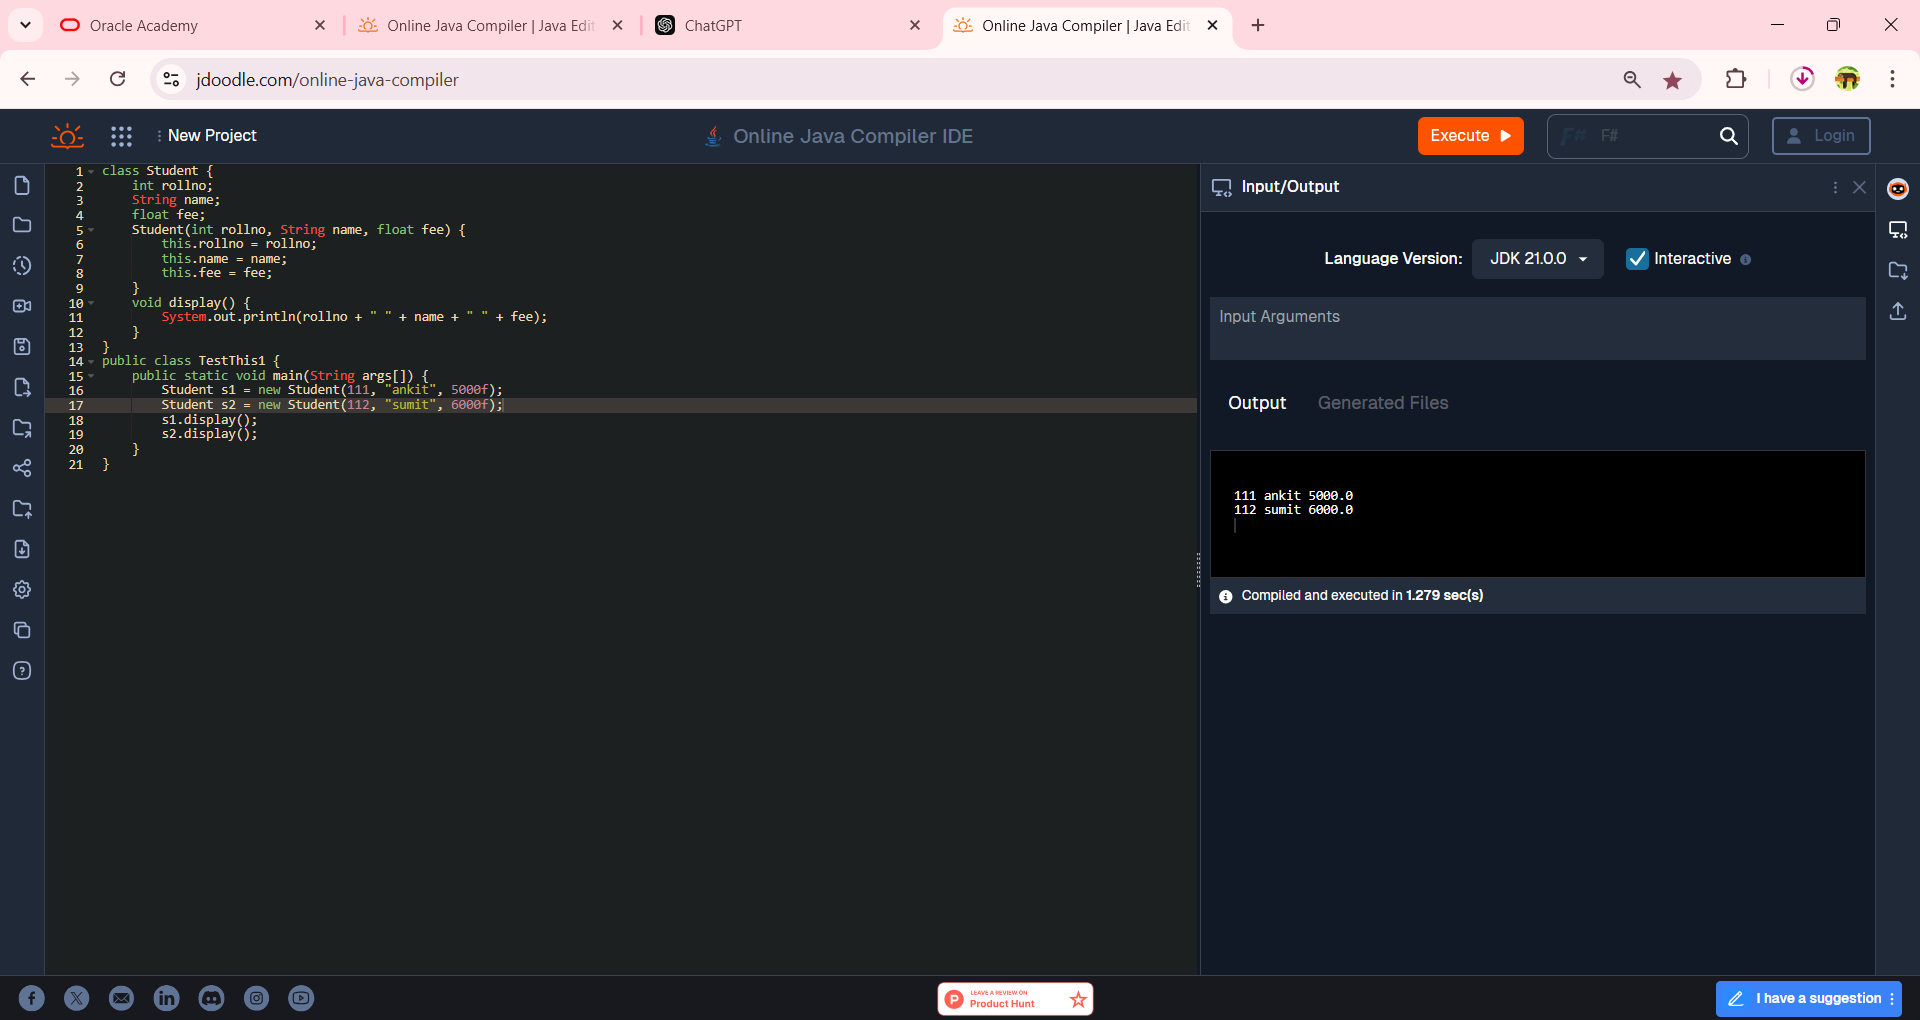 Oracle Academy
Online Java Compiler | Java Edit
ChatGPT
Online Java Compiler | Java Edit
jdoodle.com/online-java-compiler
New Project
Online Java Compiler IDE
Execute
F# F#
Login
1 class Student {
2     int rollno;
3     String name;
4     float fee;
5     Student(int rollno, String name, float fee) {
6         this.rollno = rollno;
7         this.name = name;
8         this.fee = fee;
9     }
10     void display() {
11         System.out.println(rollno + " " + name + " " + fee);
12     }
13 }
14 public class TestThis1 {
15     public static void main(String args[]) {
16         Student s1 = new Student(111, "ankit", 5000f);
17         Student s2 = new Student(112, "sumit", 6000f);
18         s1.display();
19         s2.display();
20     }
21 }
Input/Output
Language Version: JDK 21.0.0 Interactive
Input Arguments
Output Generated Files
111 ankit 5000.0
112 sumit 6000.0
Compiled and executed in 1.279 sec(s)
P LEAVE A REVIEW ON
Product Hunt
I have a suggestion